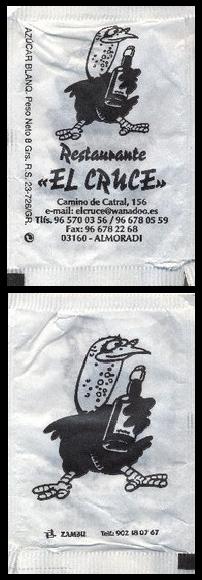 AZÚCAR BLANQ. Peso Neto 8 Grs. R.S. 23-726/GR.
Restaurante
«EL CRUCE»
Camino de Catral, 156
e-mail: elcruce@wanadoo.es
Tlfs. 96 570 03 56 / 96 678 05 59
Fax: 96 678 22 68
03160 - ALMORADI
ZAMBU. Telf.: 902 18 07 67